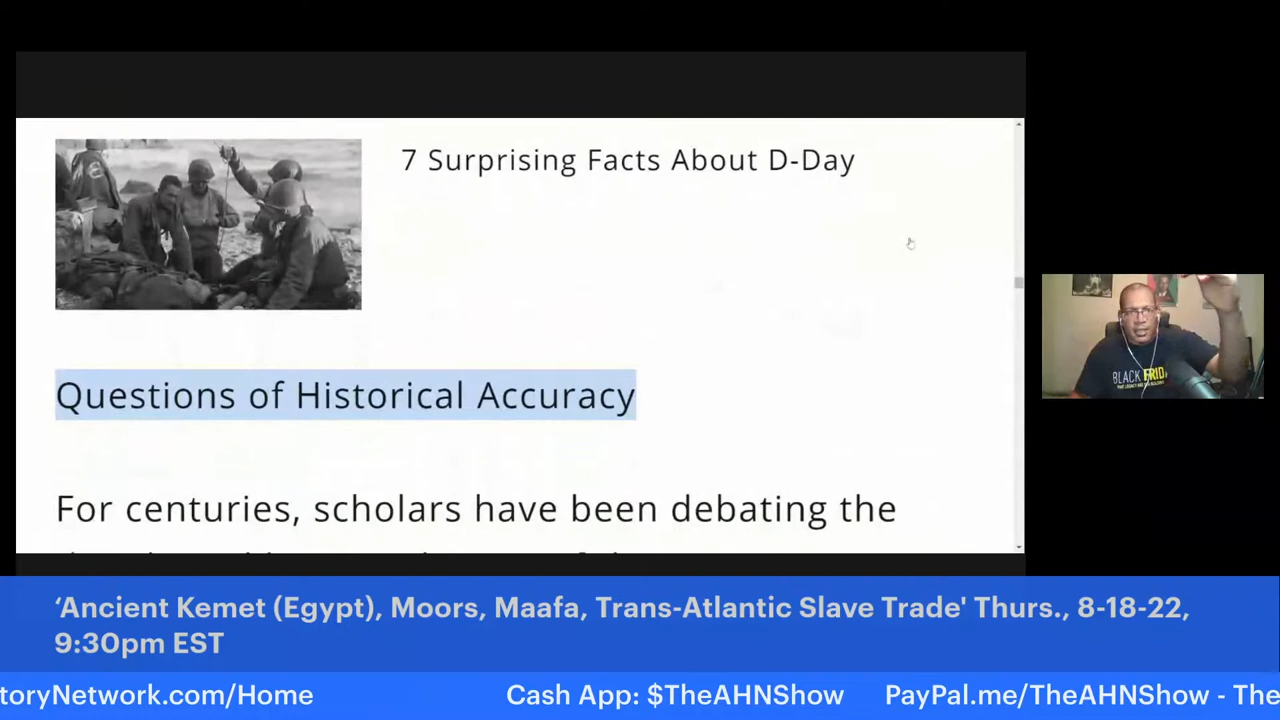 7 Surprising Facts About D-Day
Questions of Historical Accuracy
For centuries, scholars have been debating the
BLACK FRID
‘Ancient Kemet (Egypt), Moors, Maafa, Trans-Atlantic Slave Trade' Thurs., 8-18-22,
9:30pm EST
toryNetwork.com/Home Cash App: $TheAHNShow PayPal.me/TheAHNShow - The